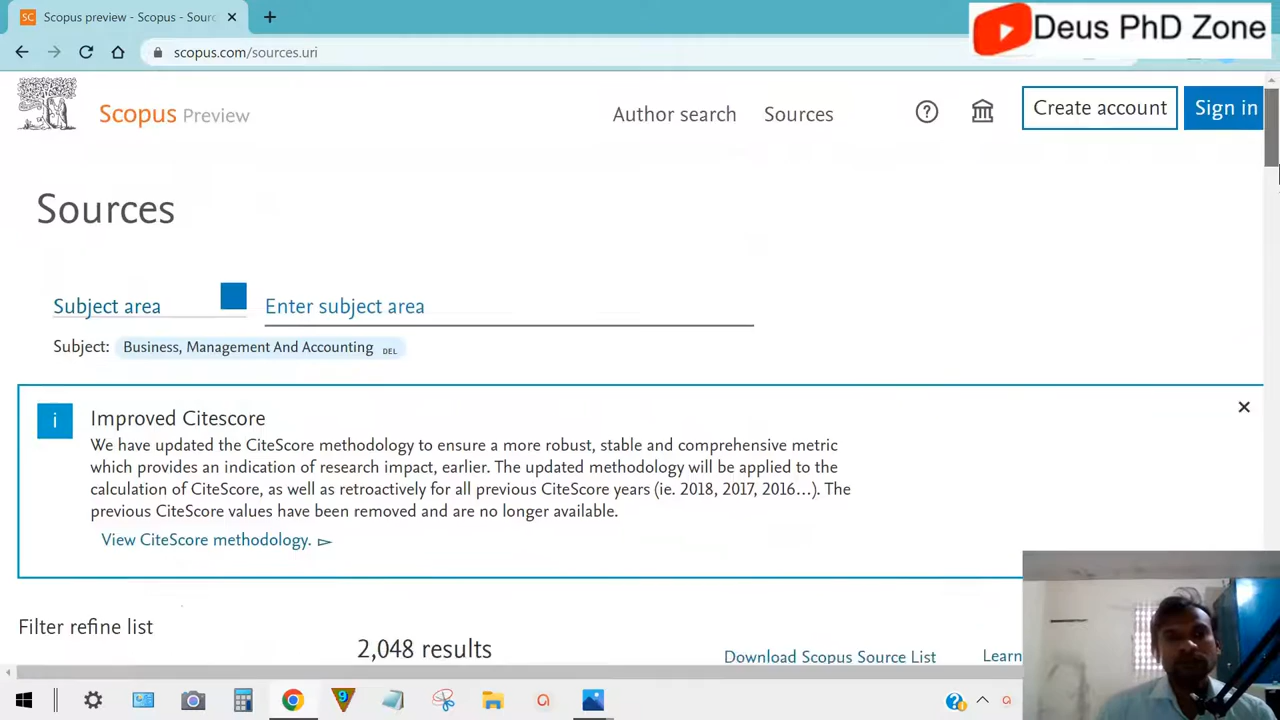 Scopus preview - Scopus - Sourc
Deus PhD Zone
scopus.com/sources.uri
Scopus Preview
Author search
Sources
Create account
Sign in
Sources
Subject area
Enter subject area
Subject: Business, Management And Accounting DEL
Improved Citescore
We have updated the CiteScore methodology to ensure a more robust, stable and comprehensive metric
which provides an indication of research impact, earlier. The updated methodology will be applied to the
calculation of CiteScore, as well as retroactively for all previous CiteScore years (ie. 2018, 2017, 2016...). The
previous CiteScore values have been removed and are no longer available.
View CiteScore methodology.
Filter refine list
2,048 results
Download Scopus Source List
Learn